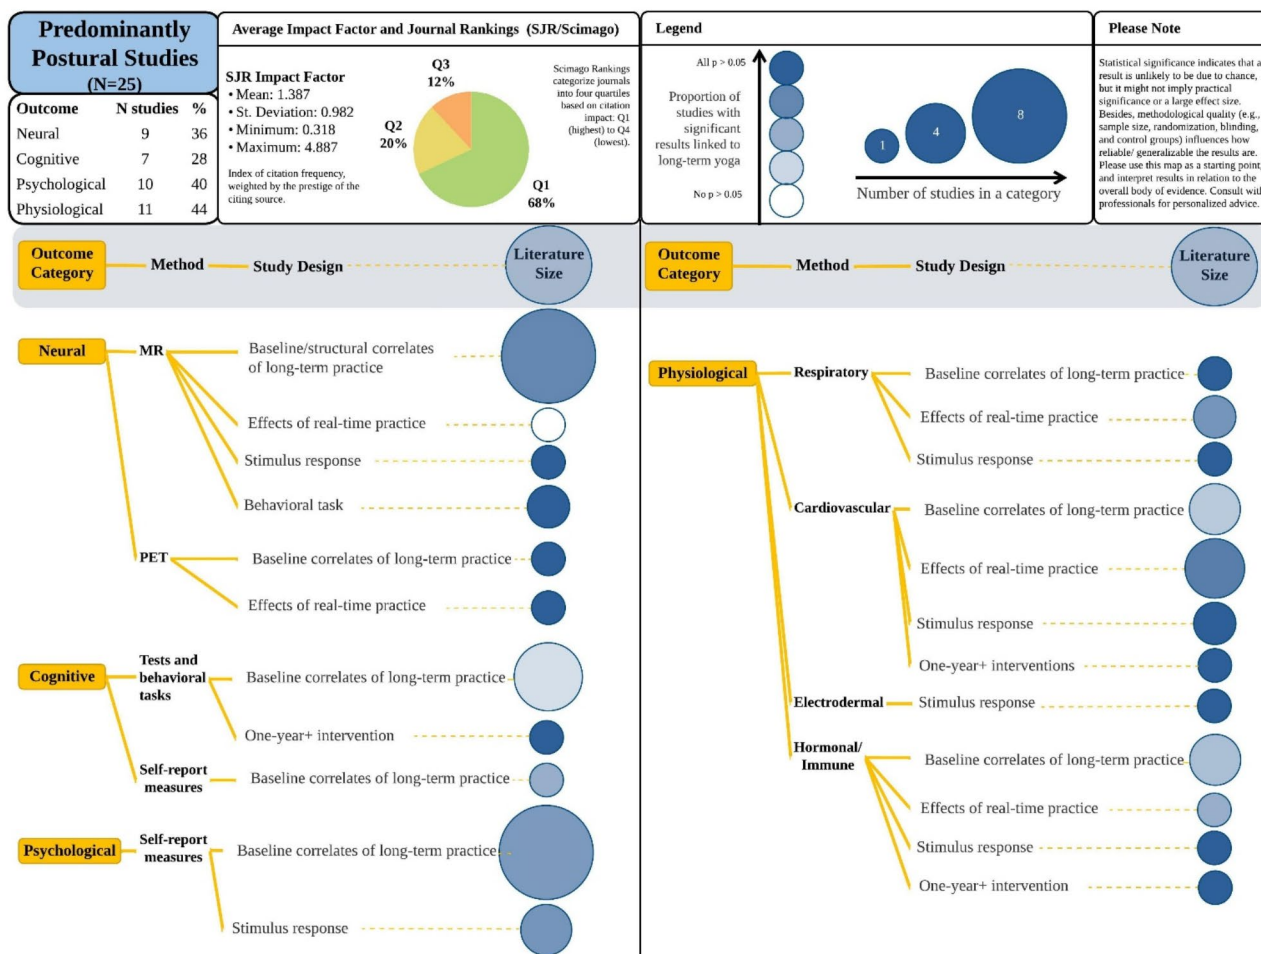 Predominantly
Postural Studies
(N=25)
Outcome N studies %
Neural 9 36
Cognitive 7 28
Psychological 10 40
Physiological 11 44
Average Impact Factor and Journal Rankings (SJR/Scimago)
SJR Impact Factor
• Mean: 1.387
• St. Deviation: 0.982
• Minimum: 0.318
• Maximum: 4.887
Index of citation frequency,
weighted by the prestige of the
citing source.
Q3
12%
Q2
20%
Q1
68%
Scimago Rankings
categorize journals
into four quartiles
based on citation
impact: Q1
(highest) to Q4
(lowest).
Legend
All p > 0.05
Proportion of
studies with
significant
results linked to
long-term yoga
No p > 0.05
1
4
8
Number of studies in a category
Please Note
Statistical significance indicates that a
result is unlikely to be due to chance,
but it might not imply practical
significance or a large effect size.
Besides, methodological quality (e.g.,
sample size, randomization, blinding,
and control groups) influences how
reliable/ generalizable the results are.
Please use this map as a starting point,
and interpret results in relation to the
overall body of evidence. Consult with
professionals for personalized advice.
Outcome
Category
Method
Study Design
Literature
Size
Neural
MR
Baseline/structural correlates
of long-term practice
Effects of real-time practice
Stimulus response
Behavioral task
PET
Baseline correlates of long-term practice
Effects of real-time practice
Cognitive
Tests and
behavioral
tasks
Baseline correlates of long-term practice
One-year+ intervention
Self-report
measures
Baseline correlates of long-term practice
Psychological
Self-report
measures
Baseline correlates of long-term practice
Stimulus response
Outcome
Category
Method
Study Design
Literature
Size
Physiological
Respiratory
Baseline correlates of long-term practice
Effects of real-time practice
Stimulus response
Cardiovascular
Baseline correlates of long-term practice
Effects of real-time practice
Stimulus response
One-year+ interventions
Electrodermal
Stimulus response
Hormonal/
Immune
Baseline correlates of long-term practice
Effects of real-time practice
Stimulus response
One-year+ intervention